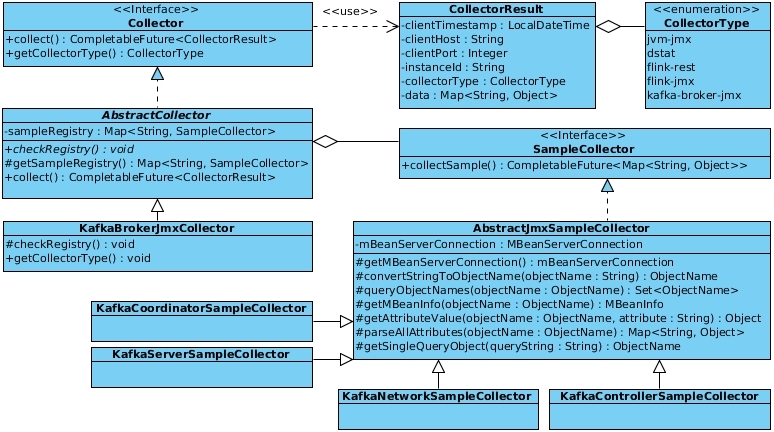 <<Interface>>
Collector
+collect() : CompletableFuture<CollectorResult>
+getCollectorType() : CollectorType
<<use>>
CollectorResult
-clientTimestamp : LocalDateTime
-clientHost : String
-clientPort : Integer
-instanceId : String
-collectorType : CollectorType
-data : Map<String, Object>
<<enumeration>>
CollectorType
jvm-jmx
dstat
flink-rest
flink-jmx
kafka-broker-jmx
AbstractCollector
-sampleRegistry : Map<String, SampleCollector>
+checkRegistry() : void
#getSampleRegistry() : Map<String, SampleCollector>
+collect() : CompletableFuture<CollectorResult>
<<Interface>>
SampleCollector
+collectSample() : CompletableFuture<Map<String, Object>>
KafkaBrokerJmxCollector
#checkRegistry() : void
+getCollectorType() : void
AbstractJmxSampleCollector
-mBeanServerConnection : MBeanServerConnection
#getMBeanServerConnection() : mBeanServerConnection
#convertStringToObjectName(objectName : String) : ObjectName
#queryObjectNames(objectName : ObjectName) : Set<ObjectName>
#getMBeanInfo(objectName : ObjectName) : MBeanInfo
#getAttributeValue(objectName : ObjectName, attribute : String) : Object
#parseAllAttributes(objectName : ObjectName) : Map<String, Object>
#getSingleQueryObject(queryString : String) : ObjectName
KafkaCoordinatorSampleCollector
KafkaServerSampleCollector
KafkaNetworkSampleCollector
KafkaControllerSampleCollector